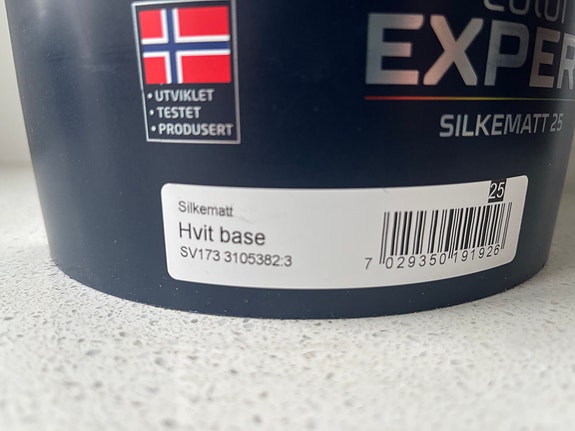 EXPER
• UTVIKLET
• TESTET
• PRODUSERT
SILKEMATT 25
25
Silkematt
Hvit base
SV173 3105382:3
7 029350 191926